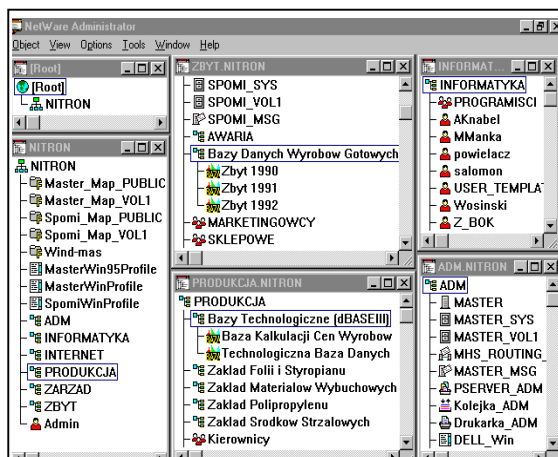 NetWare Administrator
Object View Options Tools Window Help
[Root]
[Root]
NITRON
NITRON
NITRON
Master_Map_PUBLIC
Master_Map_VOL1
Spomi_Map_PUBLIC
Spomi_Map_VOL1
Wind-mas
MasterWin95Profile
MasterWinProfile
SpomiWinProfile
ADM
INFORMATYKA
INTERNET
PRODUKCJA
ZARZAD
ZBYT
Admin
ZBYT.NITRON
SPOMI_SYS
SPOMI_VOL1
SPOMI_MSG
AWARIA
Bazy Danych Wyrobow Gotowych
Zbyt 1990
Zbyt 1991
Zbyt 1992
MARKETINGOWCY
SKLEPOWE
PRODUKCJA.NITRON
PRODUKCJA
Bazy Technologiczne (dBASEIII)
Baza Kalkulacji Cen Wyrobow
Technologiczna Baza Danych
Zaklad Folii i Styropianu
Zaklad Materialow Wybuchowych
Zaklad Polipropylenu
Zaklad Srodkow Strzalowych
Kierownicy
INFORMAT...
INFORMATYKA
PROGRAMISCI
AKnabel
MManka
powielacz
salomon
USER_TEMPLAT
Wosinski
Z_BOK
ADM.NITRON
ADM
MASTER
MASTER_SYS
MASTER_VOL1
MHS_ROUTING_
MASTER_MSG
PSERVER_ADM
Kolejka_ADM
Drukarka_ADM
DELL_Win